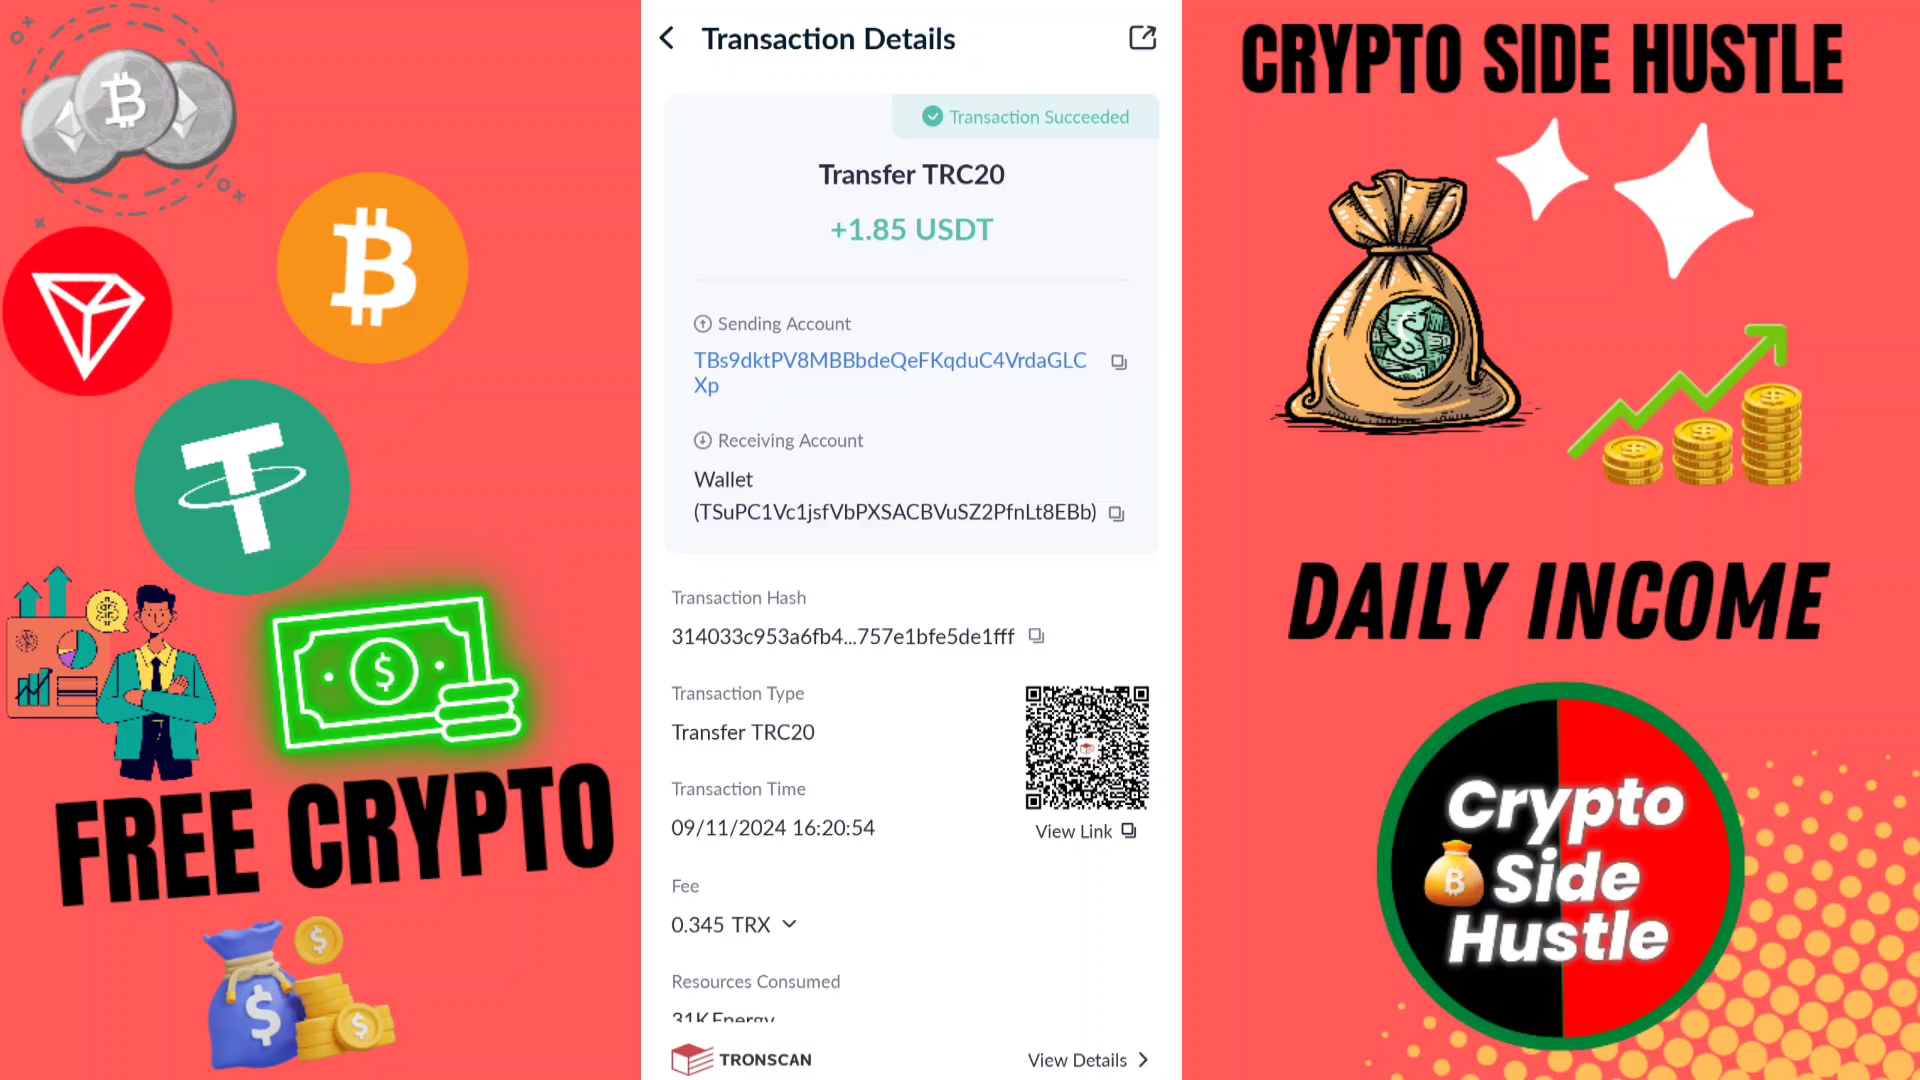 FREE CRYPTO
Transaction Details
Transaction Succeeded
Transfer TRC20
+1.85 USDT
Sending Account
TBs9dktPV8MBBbdeQeFKqduC4VrdaGLC
Xp
Receiving Account
Wallet
(TSuPC1Vc1jsfVbPXSACBVuSZ2PfnLt8EBb)
Transaction Hash
314033c953a6fb4...757e1bfe5de1fff
Transaction Type
Transfer TRC20
Transaction Time
09/11/2024 16:20:54
View Link
Fee
0.345 TRX
Resources Consumed
31K Energy
TRONSCAN
View Details
CRYPTO SIDE HUSTLE
DAILY INCOME
Crypto
Side
Hustle